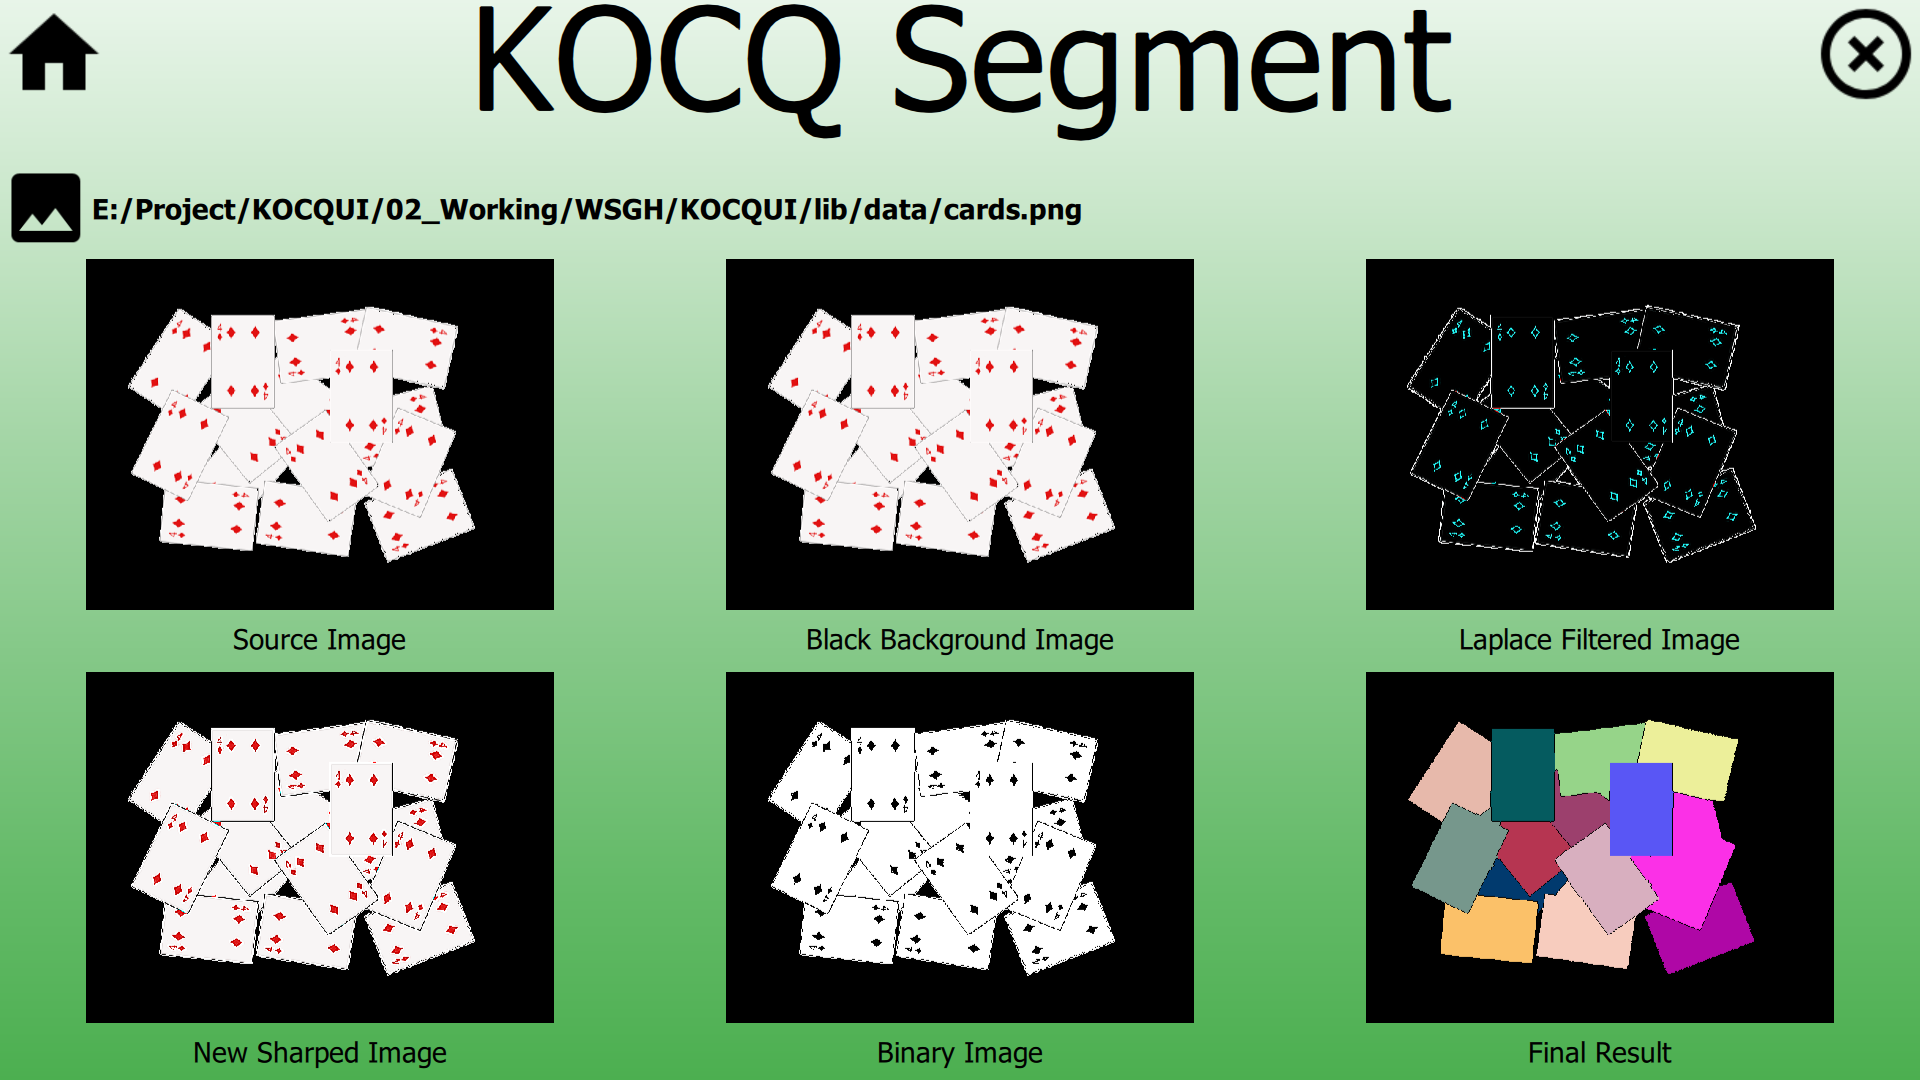 KOCQ Segment
E:/Project/KOCQUI/02_Working/WSGH/KOCQUI/lib/data/cards.png
Source Image
Black Background Image
Laplace Filtered Image
New Sharped Image
Binary Image
Final Result